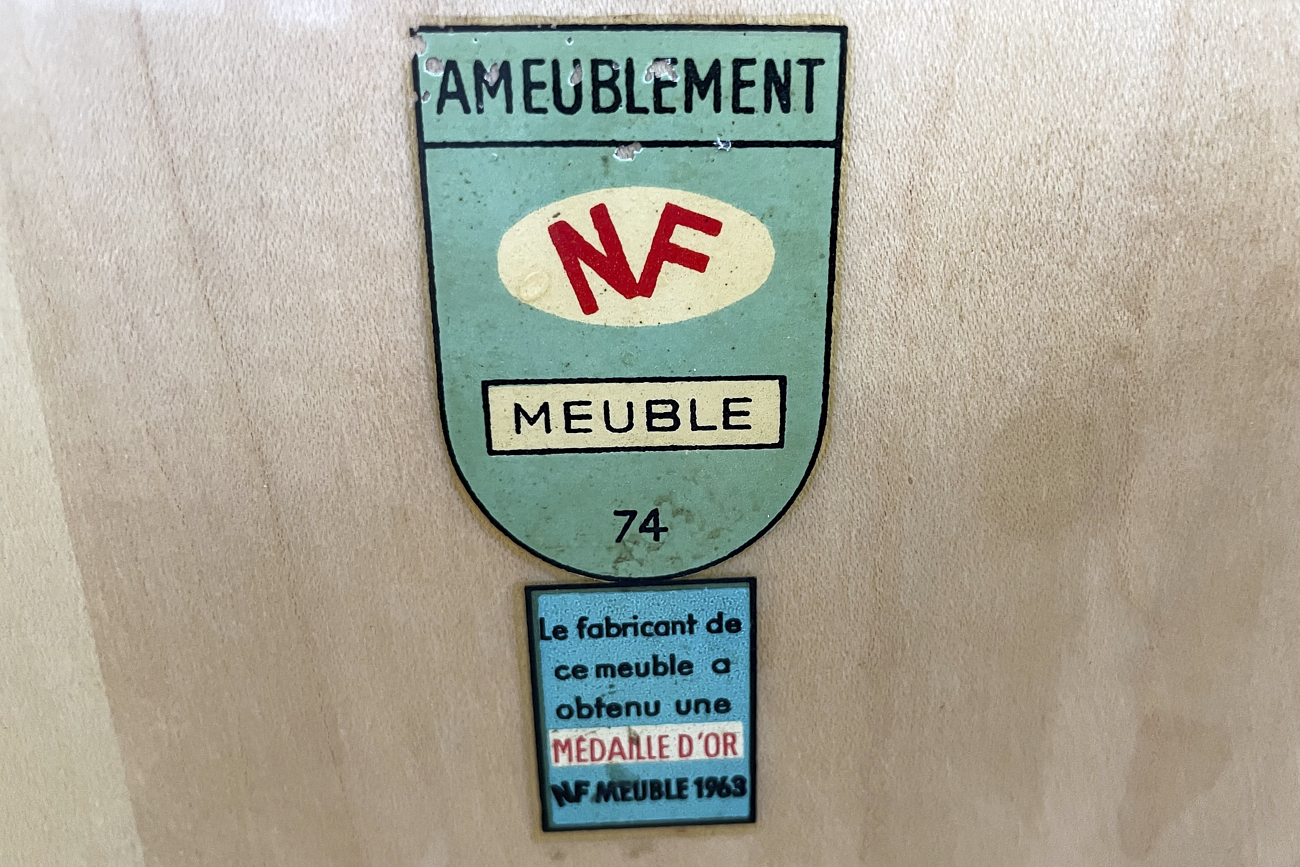 AMEUBLEMENT
NF
MEUBLE
74
Le fabricant de
ce meuble a
obtenu une
MÉDAILLE D'OR
NF MEUBLE 1963